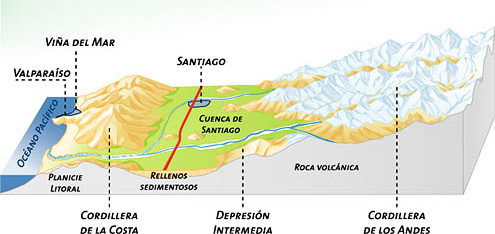 VIÑA DEL MAR
VALPARAÍSO
SANTIAGO
OCÉANO PACÍFICO
CUENCA DE
SANTIAGO
PLANICIE
LITORAL
RELLENOS
SEDIMENTOSOS
ROCA VOLCÁNICA
CORDILLERA
DE LA COSTA
DEPRESIÓN
INTERMEDIA
CORDILLERA
DE LOS ANDES